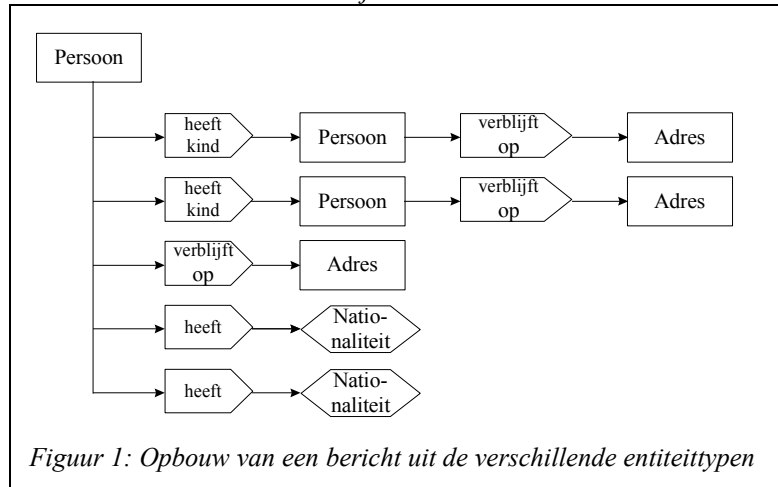 Persoon
heeft
kind
Persoon
verblijft
op
Adres
heeft
kind
Persoon
verblijft
op
Adres
verblijft
op
Adres
heeft
Natio-
naliteit
heeft
Natio-
naliteit
Figuur 1: Opbouw van een bericht uit de verschillende entiteittypen